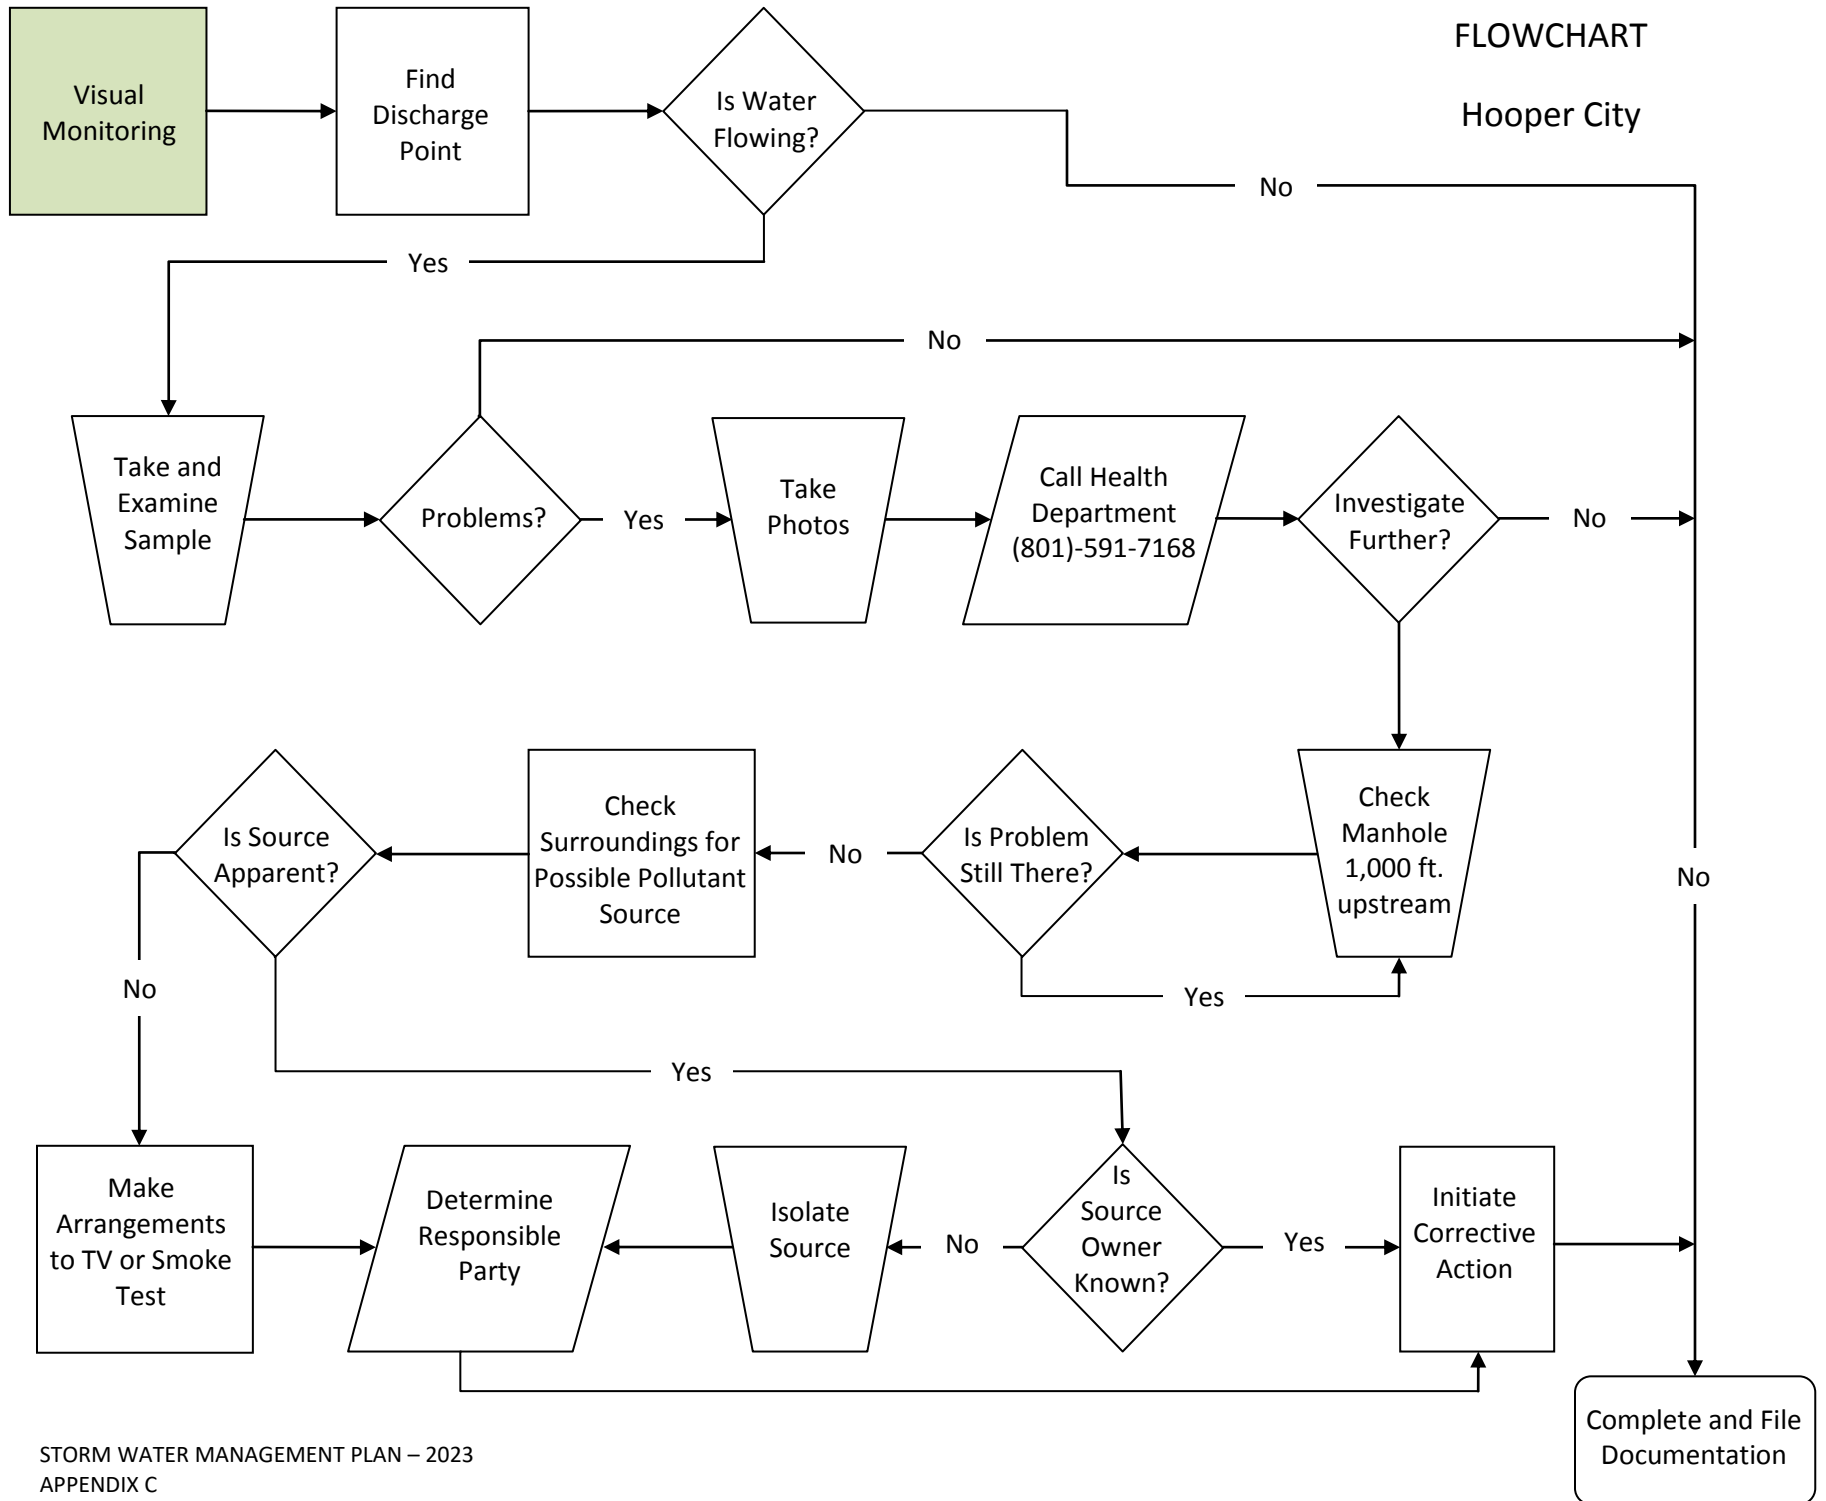 FLOWCHART
Hooper City
Visual
Monitoring
Find
Discharge
Point
Is Water
Flowing?
No
Yes
No
Take and
Examine
Sample
Problems?
Yes
Take
Photos
Call Health
Department
(801)-591-7168
Investigate
Further?
No
Is Source
Apparent?
Check
Surroundings for
Possible Pollutant
Source
No
Is Problem
Still There?
Check
Manhole
1,000 ft.
upstream
No
No
Yes
Yes
Make
Arrangements
to TV or Smoke
Test
Determine
Responsible
Party
Isolate
Source
No
Is
Source
Owner
Known?
Yes
Initiate
Corrective
Action
Complete and File
Documentation
STORM WATER MANAGEMENT PLAN – 2023
APPENDIX C